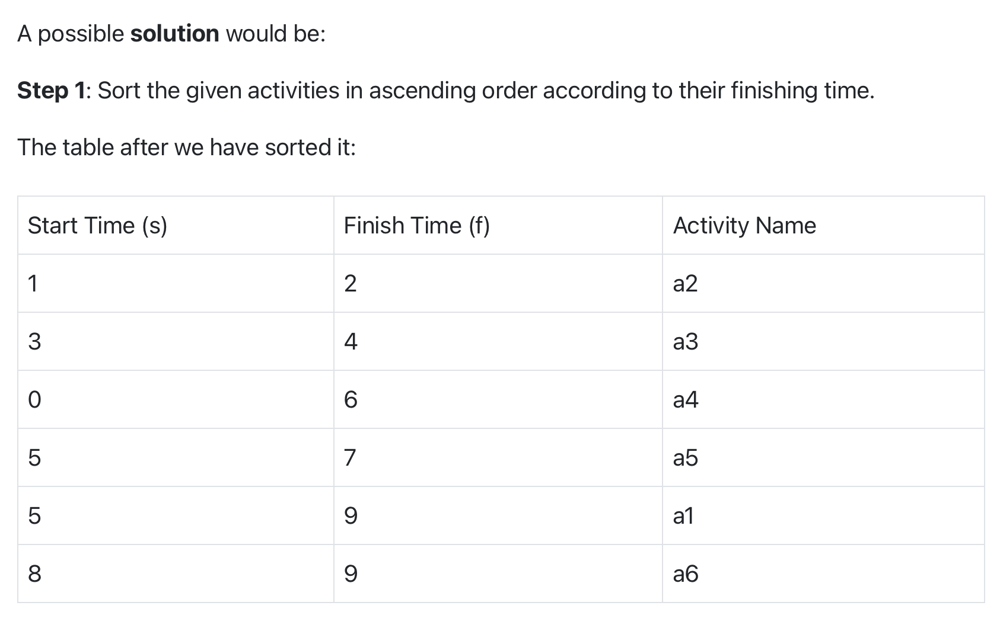 A possible solution would be:
Step 1: Sort the given activities in ascending order according to their finishing time.
The table after we have sorted it:
Start Time (s) Finish Time (f) Activity Name
1 2 a2
3 4 a3
0 6 a4
5 7 a5
5 9 a1
8 9 a6